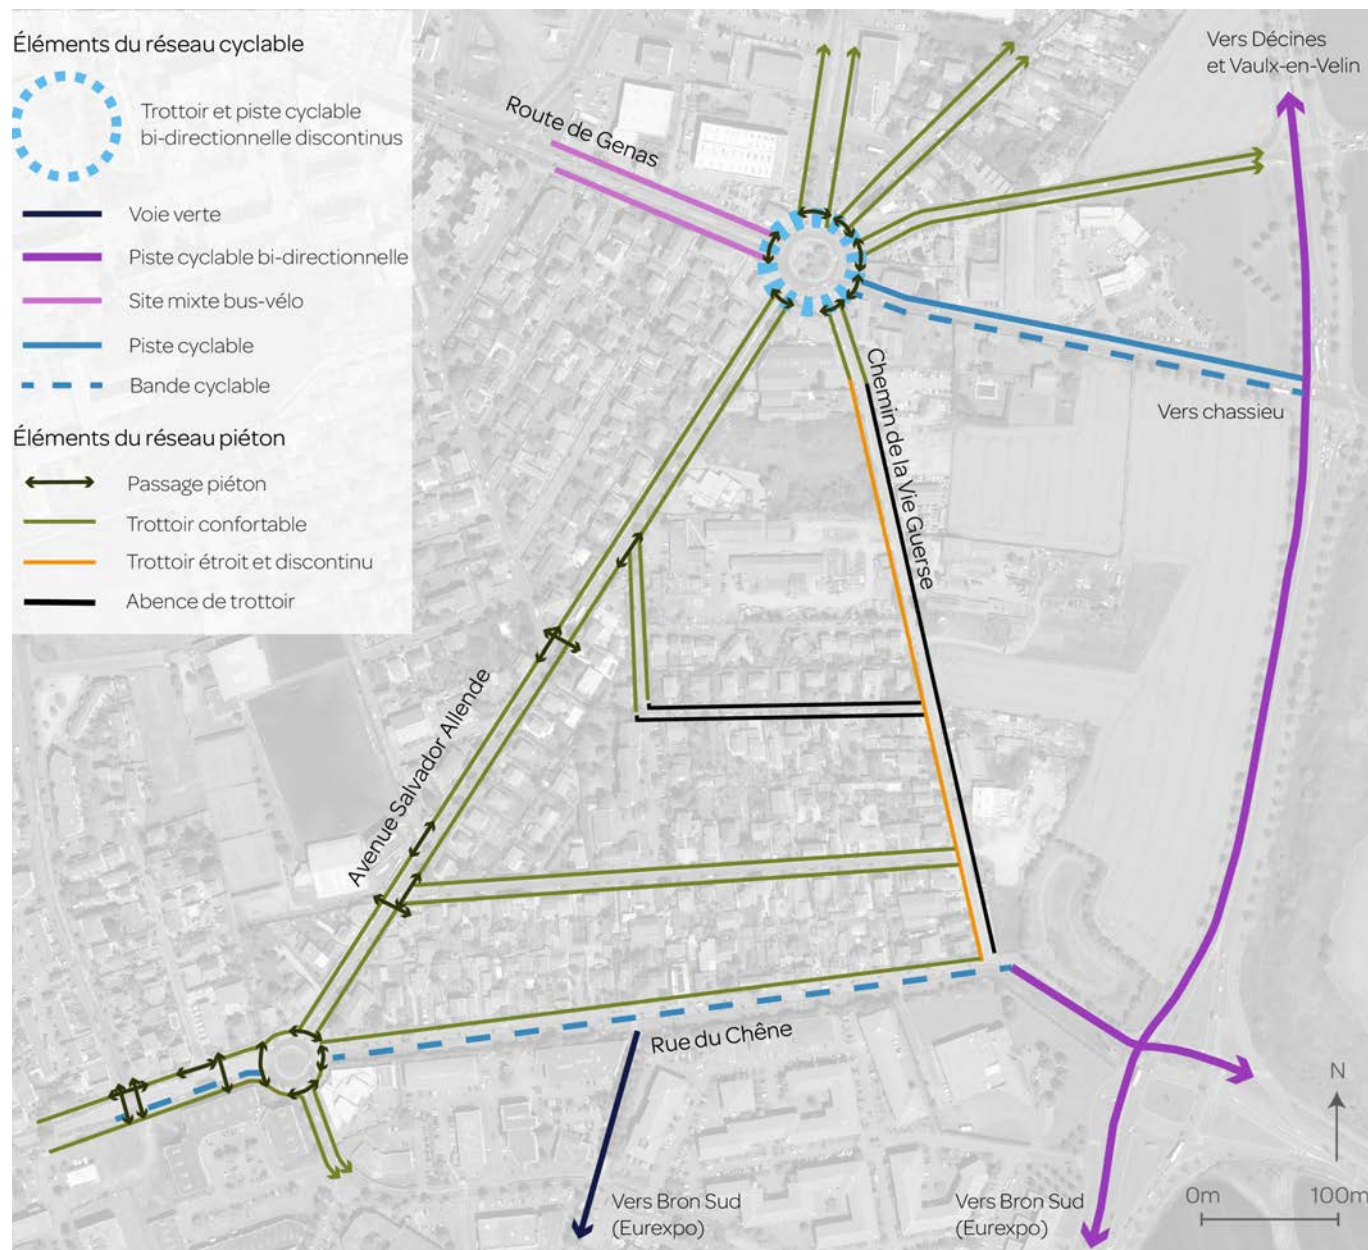 Éléments du réseau cyclable
Trottoir et piste cyclable
bi-directionnelle discontinus
Voie verte
Piste cyclable bi-directionnelle
Site mixte bus-vélo
Piste cyclable
Bande cyclable
Éléments du réseau piéton
Passage piéton
Trottoir confortable
Trottoir étroit et discontinu
Abence de trottoir
Route de Genas
Vers Décines
et Vaulx-en-Velin
Chemin de la Vie Guerse
Vers chassieu
Avenue Salvador Allende
Rue du Chêne
Vers Bron Sud
(Eurexpo)
Vers Bron Sud
(Eurexpo)
N
0m 100m